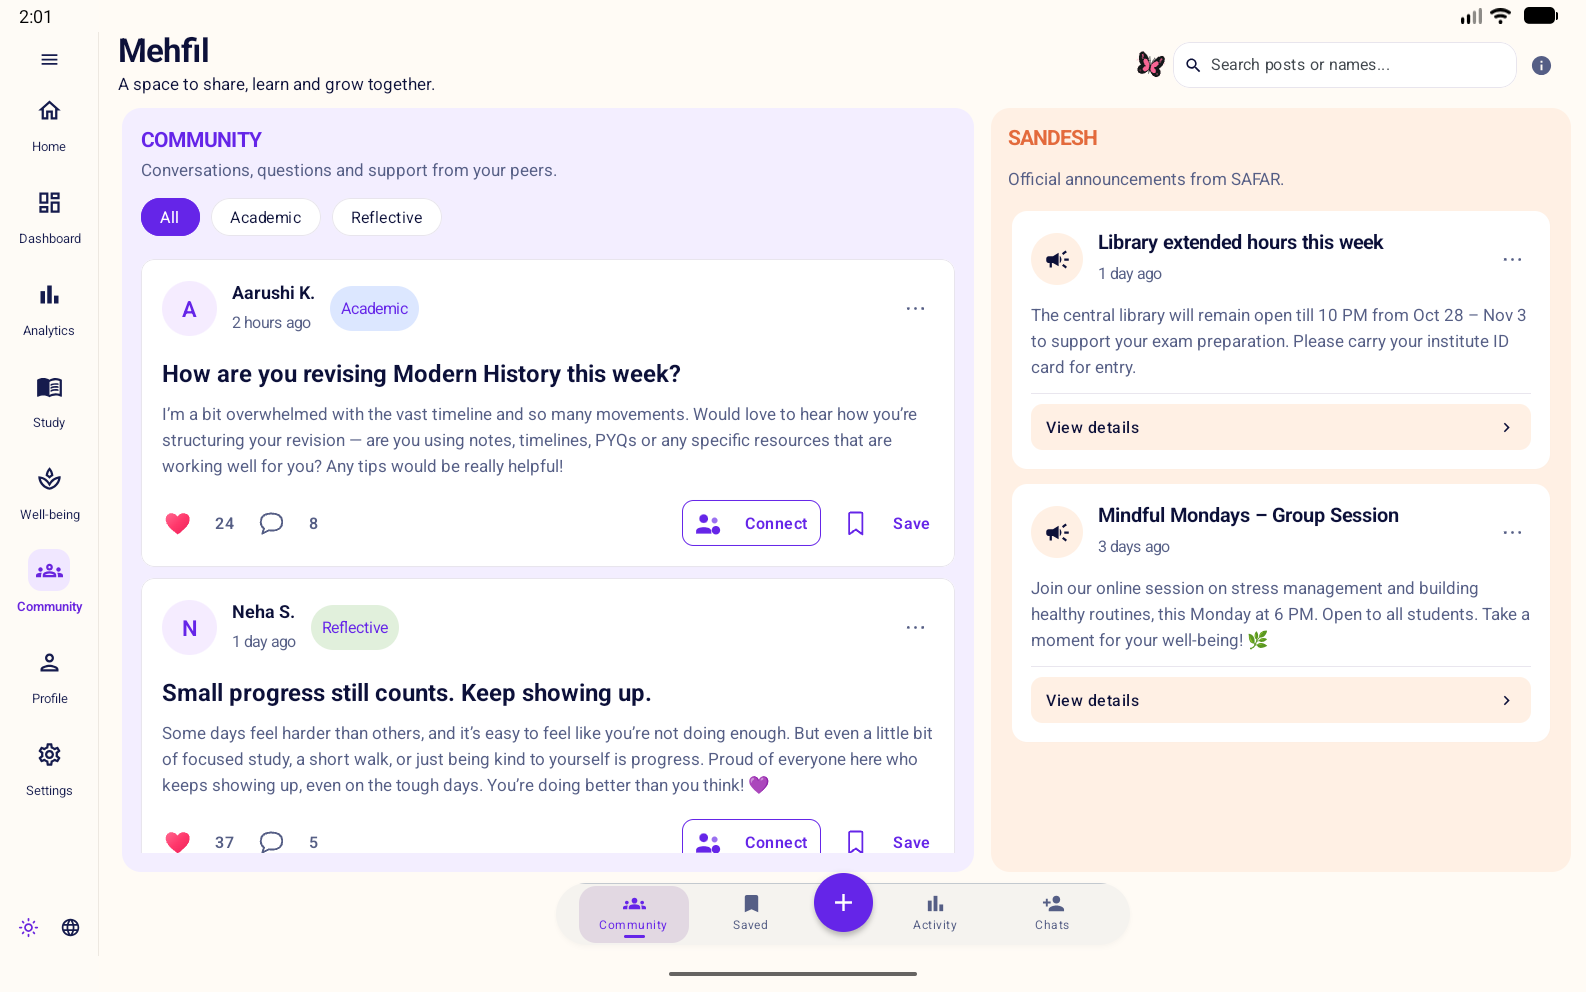 2:01
Mehfil
A space to share, learn and grow together.
Search posts or names...
Home
Dashboard
Analytics
Study
Well-being
Community
Profile
Settings
COMMUNITY
Conversations, questions and support from your peers.
All
Academic
Reflective
A
Aarushi K.
2 hours ago
Academic
How are you revising Modern History this week?
I’m a bit overwhelmed with the vast timeline and so many movements. Would love to hear how you’re
structuring your revision — are you using notes, timelines, PYQs or any specific resources that are
working well for you? Any tips would be really helpful!
24
8
Connect
Save
N
Neha S.
1 day ago
Reflective
Small progress still counts. Keep showing up.
Some days feel harder than others, and it’s easy to feel like you’re not doing enough. But even a little bit
of focused study, a short walk, or just being kind to yourself is progress. Proud of everyone here who
keeps showing up, even on the tough days. You’re doing better than you think! 💜
37
5
Connect
Save
SANDESH
Official announcements from SAFAR.
Library extended hours this week
1 day ago
The central library will remain open till 10 PM from Oct 28 – Nov 3
to support your exam preparation. Please carry your institute ID
card for entry.
View details
Mindful Mondays – Group Session
3 days ago
Join our online session on stress management and building
healthy routines, this Monday at 6 PM. Open to all students. Take a
moment for your well-being! 🌿
View details
Community
Saved
Activity
Chats